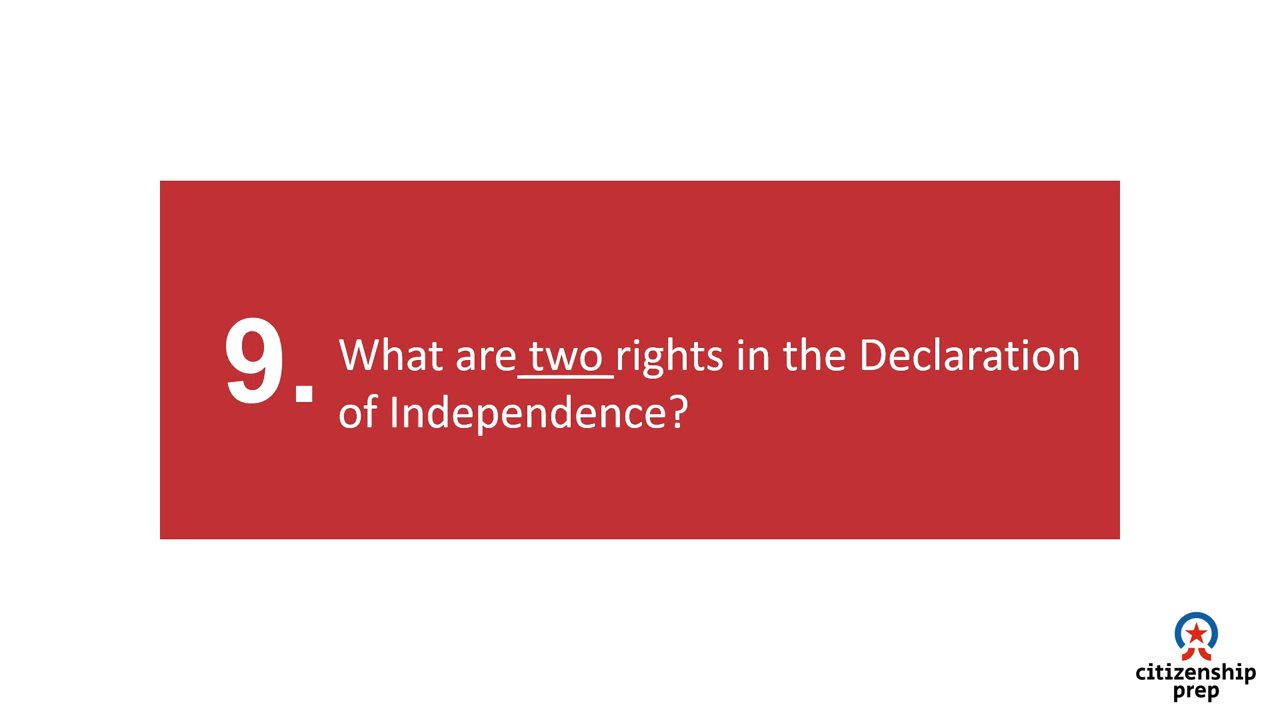 9. What are two rights in the Declaration
of Independence?
citizenship
prep